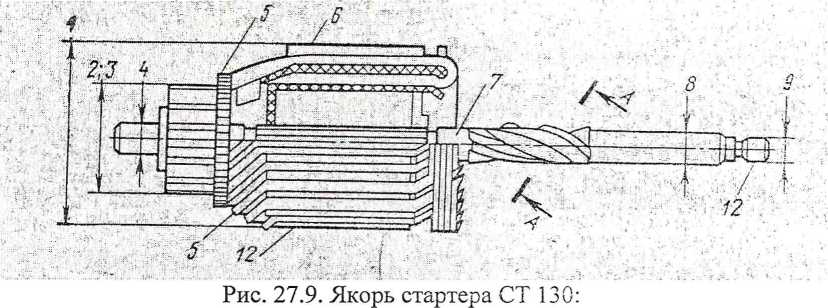 5 6
1
2;3 4 7 А 8 9
5 12 А 12
Рис. 27.9. Якорь стартера СТ 130: